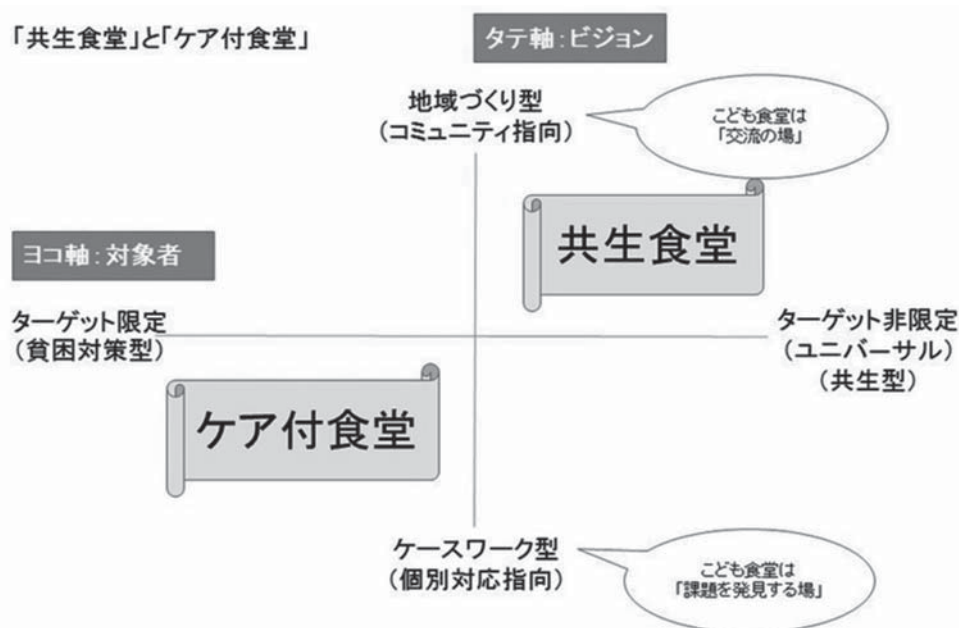 「共生食堂」と「ケア付食堂」
タテ軸：ビジョン
地域づくり型
（コミュニティ指向）
こども食堂は
「交流の場」
共生食堂
ヨコ軸：対象者
ターゲット限定
（貧困対策型）
ターゲット非限定
（ユニバーサル）
（共生型）
ケア付食堂
ケースワーク型
（個別対応指向）
こども食堂は
「課題を発見する場」